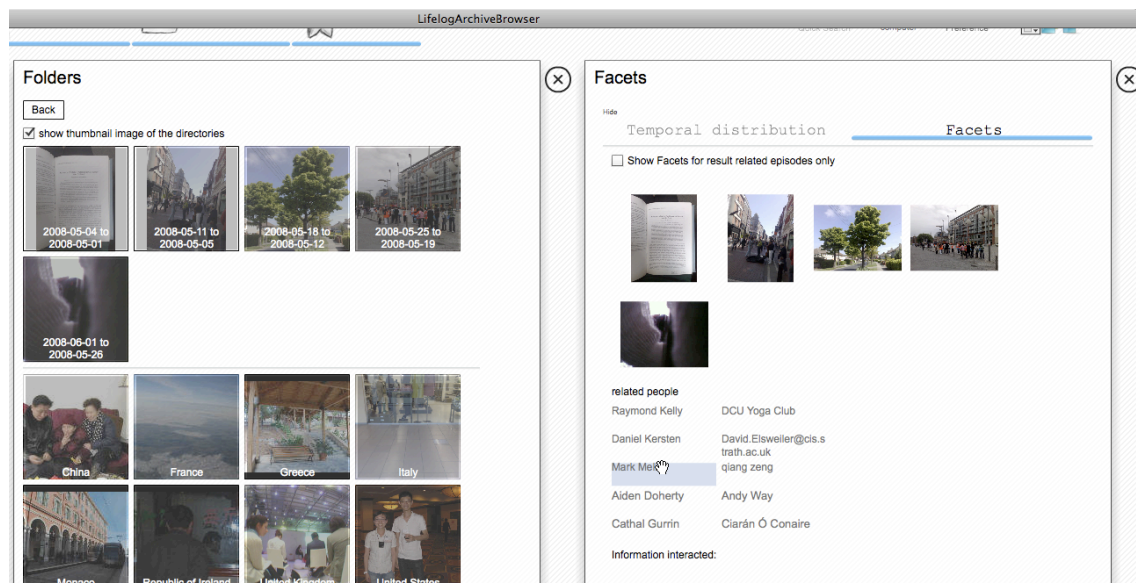 LifelogArchiveBrowser
Quick Search Computer Preference
Folders
Back
show thumbnail image of the directories
2008-05-04 to
2008-05-01
2008-05-11 to
2008-05-05
2008-05-18 to
2008-05-12
2008-05-25 to
2008-05-19
2008-06-01 to
2008-05-26
China
France
Greece
Italy
Monaco
Republic of Ireland
United Kingdom
United States
Facets
Hide
Temporal distribution
Facets
Show Facets for result related episodes only
related people
Raymond Kelly
DCU Yoga Club
Daniel Kersten
David.Elsweiler@cis.s
trath.ac.uk
Mark
qiang zeng
Aiden Doherty
Andy Way
Cathal Gurrin
Ciarán Ó Conaire
Information interacted: